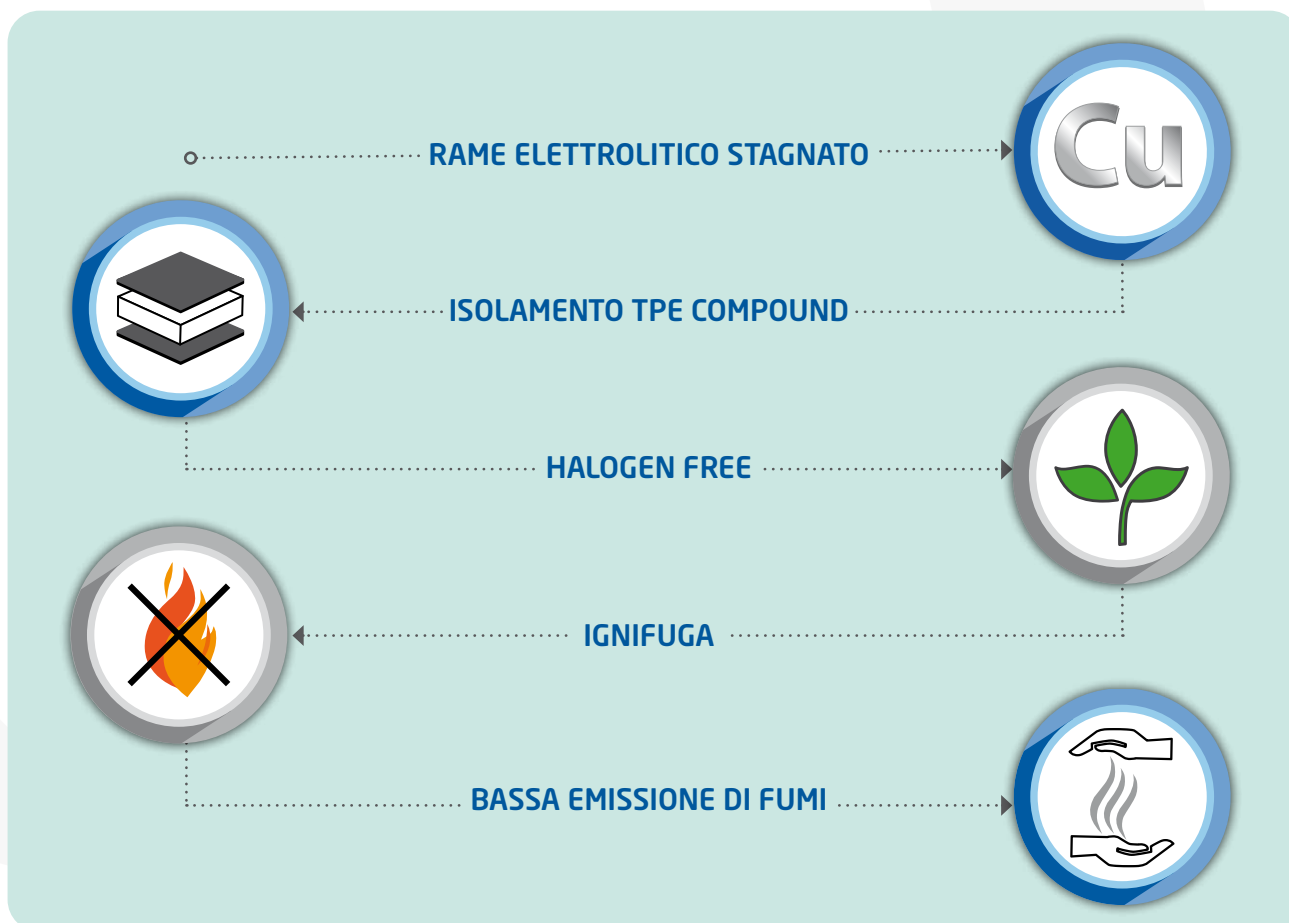 RAME ELETTROLITICO STAGNATO
Cu
ISOLAMENTO TPE COMPOUND
HALOGEN FREE
IGNIFUGA
BASSA EMISSIONE DI FUMI